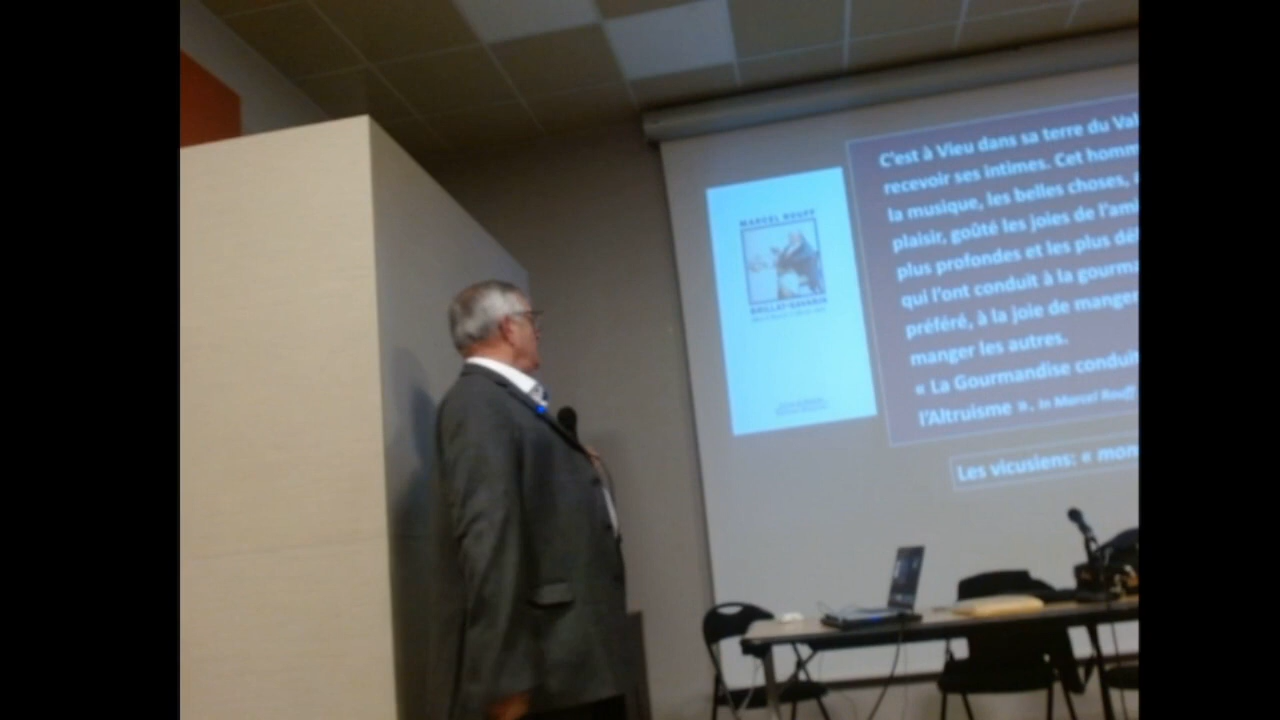 MARCEL ROUFF
BRILLAT-SAVARIN
C'est à Vieu dans sa terre du Val
recevoir ses intimes. Cet homm
la musique, les belles choses, a
plaisir, goûté les joies de l'ami
plus profondes et les plus dé
qui l'ont conduit à la gourma
préféré, à la joie de manger
manger les autres.
« La Gourmandise conduit
l'Altruisme ». In Marcel Rouff
Les vicusiens: « mon